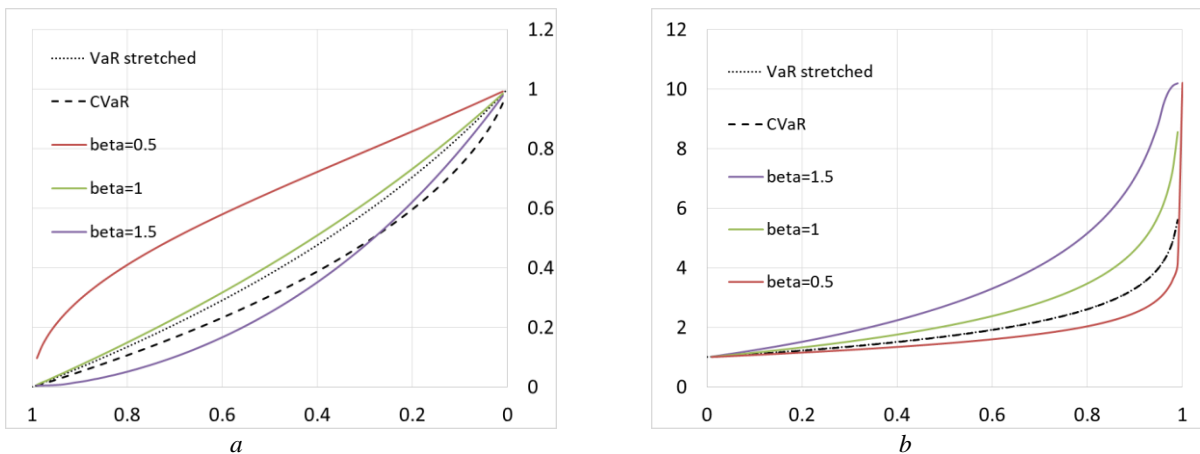 1.2
VaR stretched
1
CVaR
beta=0.5
0.8
beta=1
0.6
beta=1.5
0.4
0.2
0
1 0.8 0.6 0.4 0.2 0
a
12
VaR stretched
10
CVaR
8
beta=1.5
6
beta=1
4
beta=0.5
2
0
0 0.2 0.4 0.6 0.8 1
b